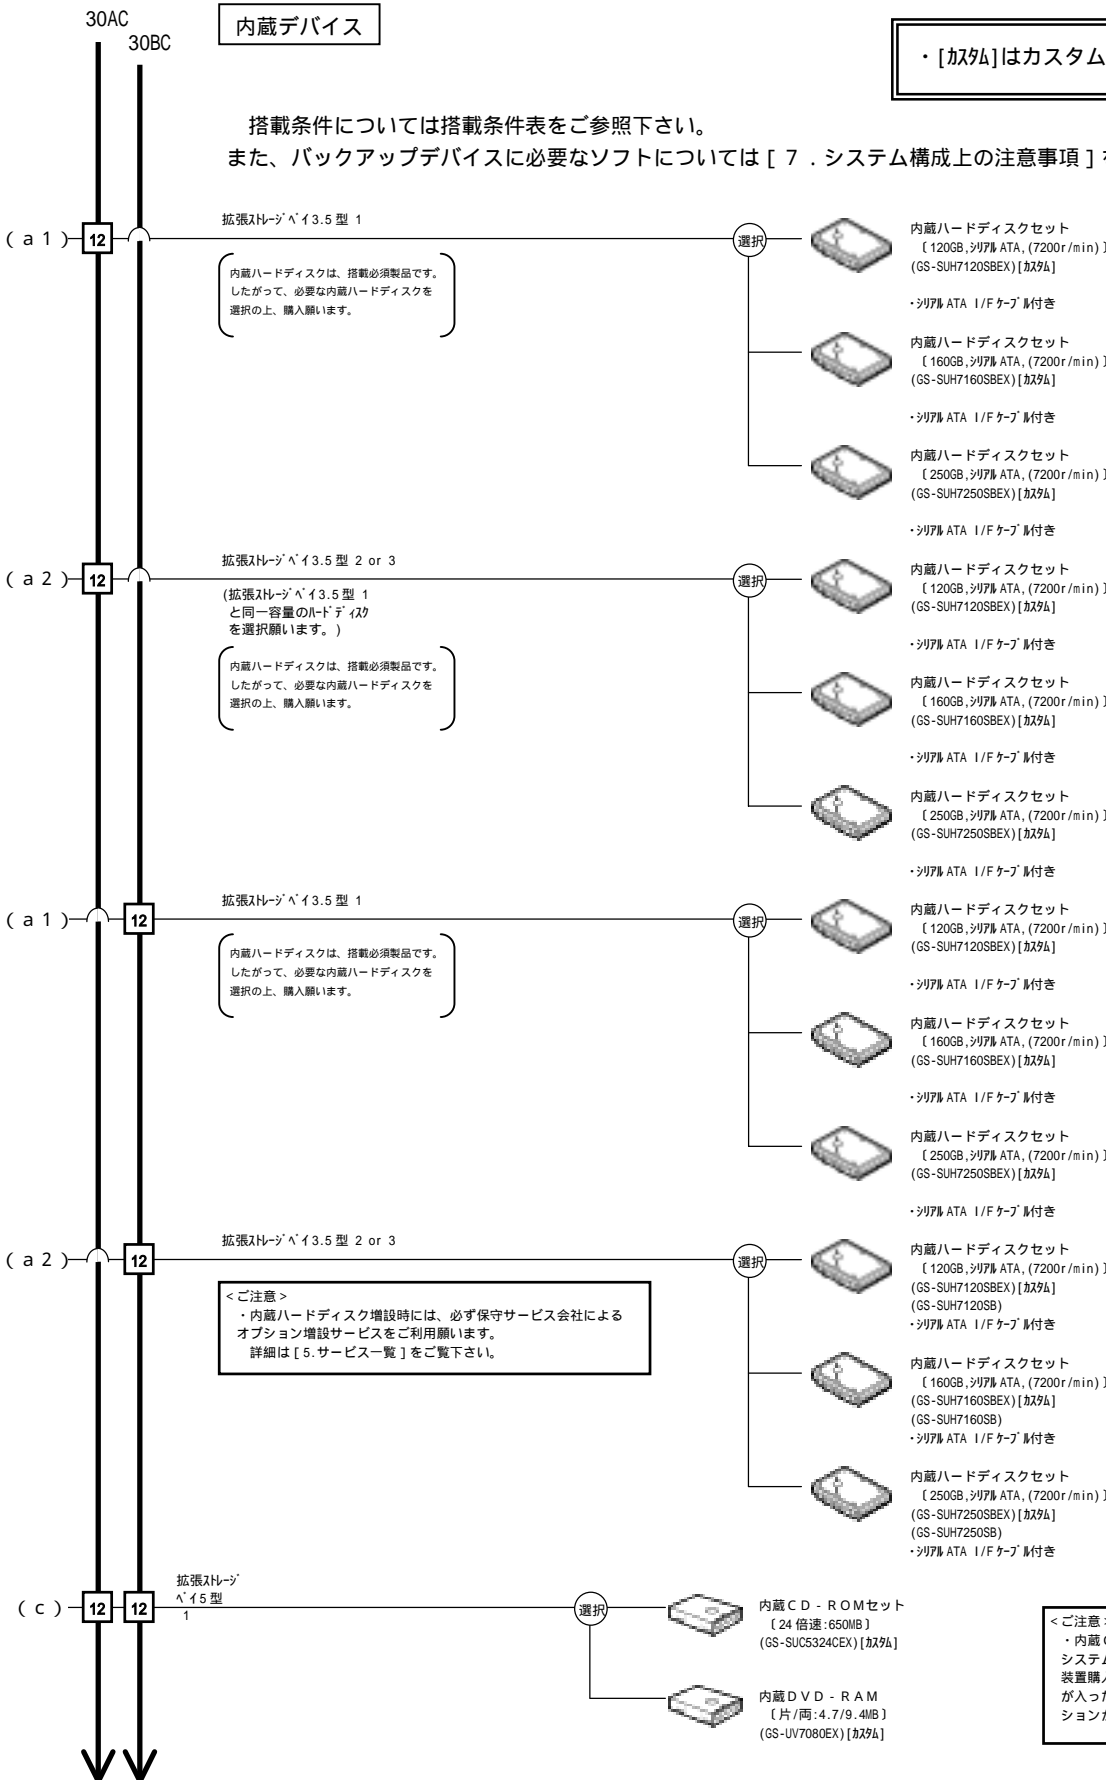 30AC
30BC
内蔵デバイス
・[ｶｽﾀﾑ]はカスタム
搭載条件については搭載条件表をご参照下さい。
また、バックアップデバイスに必要なソフトについては［７．システム構成上の注意事項］
(a1)
12
拡張ｽﾄﾚｰｼﾞﾍﾞｲ3.5型 1
内蔵ハードディスクは、搭載必須製品です。
したがって、必要な内蔵ハードディスクを
選択の上、購入願います。
選択
内蔵ハードディスクセット
〔120GB,ｼﾘｱﾙATA,(7200r/min)〕
(GS-SUH7120SBEX)[ｶｽﾀﾑ]
・ｼﾘｱﾙATA I/Fｹｰﾌﾞﾙ付き
内蔵ハードディスクセット
〔160GB,ｼﾘｱﾙATA,(7200r/min)〕
(GS-SUH7160SBEX)[ｶｽﾀﾑ]
・ｼﾘｱﾙATA I/Fｹｰﾌﾞﾙ付き
内蔵ハードディスクセット
〔250GB,ｼﾘｱﾙATA,(7200r/min)〕
(GS-SUH7250SBEX)[ｶｽﾀﾑ]
・ｼﾘｱﾙATA I/Fｹｰﾌﾞﾙ付き
(a2)
12
拡張ｽﾄﾚｰｼﾞﾍﾞｲ3.5型 2 or 3
(拡張ｽﾄﾚｰｼﾞﾍﾞｲ3.5型 1
と同一容量のﾊｰﾄﾞﾃﾞｨｽｸ
を選択願います。)
内蔵ハードディスクは、搭載必須製品です。
したがって、必要な内蔵ハードディスクを
選択の上、購入願います。
選択
内蔵ハードディスクセット
〔120GB,ｼﾘｱﾙATA,(7200r/min)〕
(GS-SUH7120SBEX)[ｶｽﾀﾑ]
・ｼﾘｱﾙATA I/Fｹｰﾌﾞﾙ付き
内蔵ハードディスクセット
〔160GB,ｼﾘｱﾙATA,(7200r/min)〕
(GS-SUH7160SBEX)[ｶｽﾀﾑ]
・ｼﾘｱﾙATA I/Fｹｰﾌﾞﾙ付き
内蔵ハードディスクセット
〔250GB,ｼﾘｱﾙATA,(7200r/min)〕
(GS-SUH7250SBEX)[ｶｽﾀﾑ]
・ｼﾘｱﾙATA I/Fｹｰﾌﾞﾙ付き
(a1)
12
拡張ｽﾄﾚｰｼﾞﾍﾞｲ3.5型 1
内蔵ハードディスクは、搭載必須製品です。
したがって、必要な内蔵ハードディスクを
選択の上、購入願います。
選択
内蔵ハードディスクセット
〔120GB,ｼﾘｱﾙATA,(7200r/min)〕
(GS-SUH7120SBEX)[ｶｽﾀﾑ]
・ｼﾘｱﾙATA I/Fｹｰﾌﾞﾙ付き
内蔵ハードディスクセット
〔160GB,ｼﾘｱﾙATA,(7200r/min)〕
(GS-SUH7160SBEX)[ｶｽﾀﾑ]
・ｼﾘｱﾙATA I/Fｹｰﾌﾞﾙ付き
内蔵ハードディスクセット
〔250GB,ｼﾘｱﾙATA,(7200r/min)〕
(GS-SUH7250SBEX)[ｶｽﾀﾑ]
・ｼﾘｱﾙATA I/Fｹｰﾌﾞﾙ付き
(a2)
12
拡張ｽﾄﾚｰｼﾞﾍﾞｲ3.5型 2 or 3
<ご注意>
・内蔵ハードディスク増設時には、必ず保守サービス会社による
オプション増設サービスをご利用願います。
詳細は［5.サービス一覧］をご覧下さい。
選択
内蔵ハードディスクセット
〔120GB,ｼﾘｱﾙATA,(7200r/min)〕
(GS-SUH7120SBEX)[ｶｽﾀﾑ]
(GS-SUH7120SB)
・ｼﾘｱﾙATA I/Fｹｰﾌﾞﾙ付き
内蔵ハードディスクセット
〔160GB,ｼﾘｱﾙATA,(7200r/min)〕
(GS-SUH7160SBEX)[ｶｽﾀﾑ]
(GS-SUH7160SB)
・ｼﾘｱﾙATA I/Fｹｰﾌﾞﾙ付き
内蔵ハードディスクセット
〔250GB,ｼﾘｱﾙATA,(7200r/min)〕
(GS-SUH7250SBEX)[ｶｽﾀﾑ]
(GS-SUH7250SB)
・ｼﾘｱﾙATA I/Fｹｰﾌﾞﾙ付き
(c)
12 12
拡張ｽﾄﾚｰｼﾞ
ﾍﾞｲ5型
1
選択
内蔵ＣＤ‐ＲＯＭセット
〔24倍速:650MB〕
(GS-SUC5324CEX)[ｶｽﾀﾑ]
内蔵ＤＶＤ‐ＲＡＭ
〔片/両:4.7/9.4MB〕
(GS-UV7080EX)[ｶｽﾀﾑ]
<ご注意>
・内蔵
システム
装置購
が入った
ションが